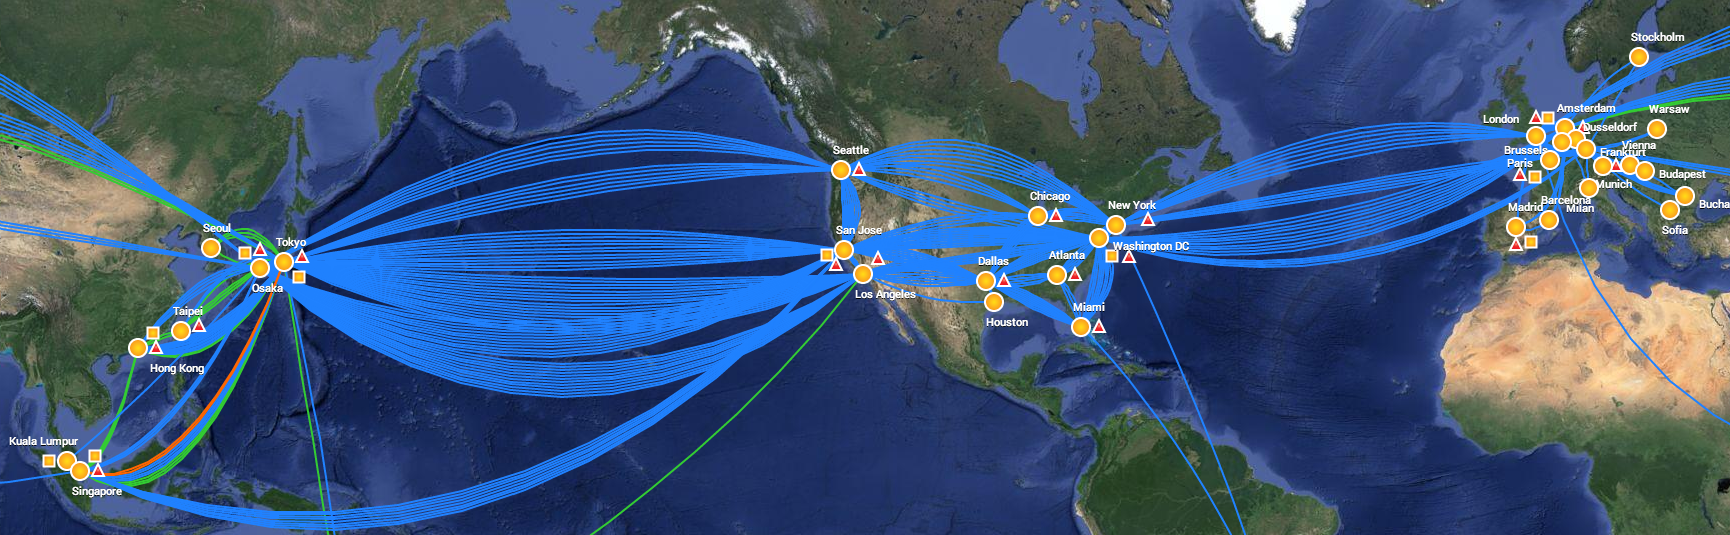 Stockholm
Amsterdam
Warsaw
London
Dusseldorf
Brussels
Vienna
Frankfurt
Paris
Budapest
Munich
Barcelona
Milan
Madrid
Bucha
Sofia
Seattle
Chicago
New York
San Jose
Washington DC
Dallas
Atlanta
Los Angeles
Miami
Houston
Seoul
Tokyo
Osaka
Taipei
Hong Kong
Kuala Lumpur
Singapore